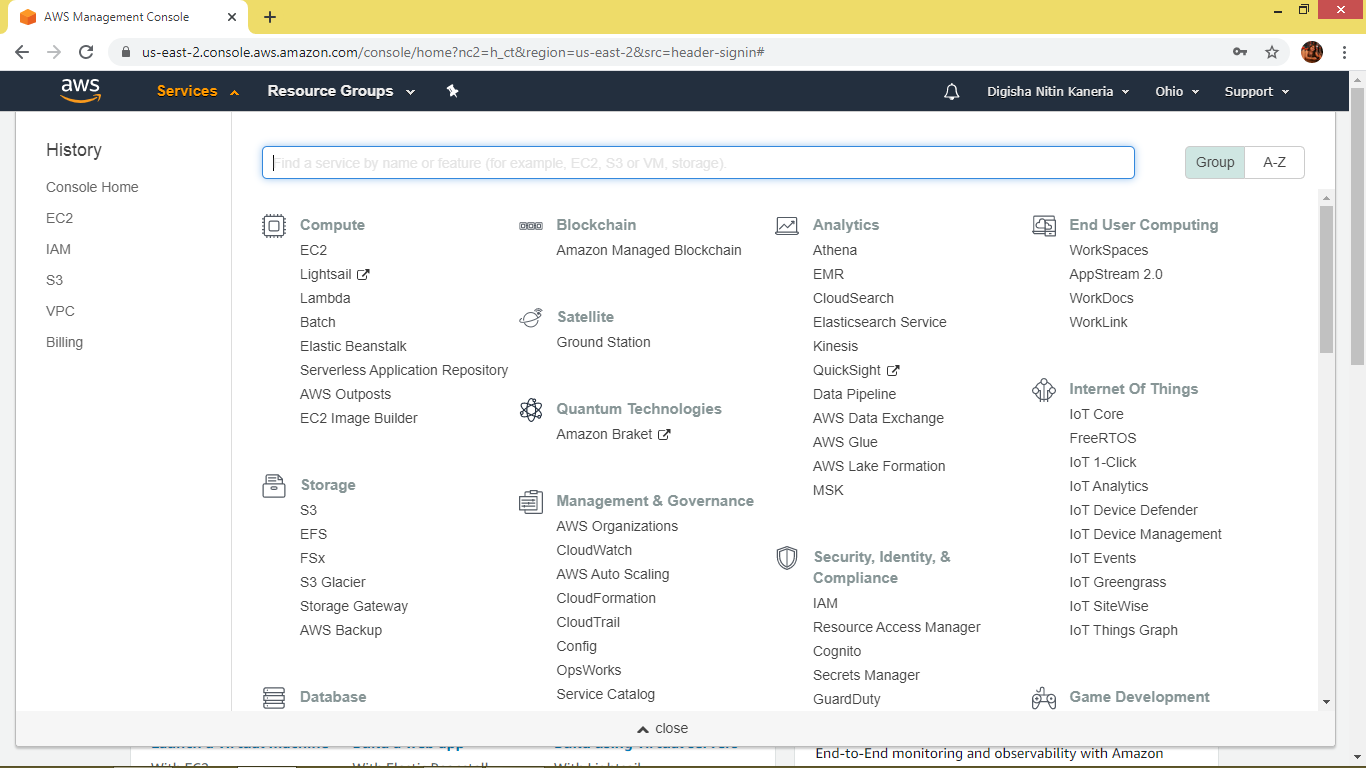 AWS Management Console
us-east-2.console.aws.amazon.com/console/home?nc2=h_ct&region=us-east-2&src=header-signin#
aws
Services
Resource Groups
Digisha Nitin Kaneria
Ohio
Support
History
Console Home
EC2
IAM
S3
VPC
Billing
Find a service by name or feature (for example, EC2, S3 or VM, storage).
Group
A-Z
Compute
EC2
Lightsail
Lambda
Batch
Elastic Beanstalk
Serverless Application Repository
AWS Outposts
EC2 Image Builder
Storage
S3
EFS
FSx
S3 Glacier
Storage Gateway
AWS Backup
Database
Blockchain
Amazon Managed Blockchain
Satellite
Ground Station
Quantum Technologies
Amazon Braket
Management & Governance
AWS Organizations
CloudWatch
AWS Auto Scaling
CloudFormation
CloudTrail
Config
OpsWorks
Service Catalog
Analytics
Athena
EMR
CloudSearch
Elasticsearch Service
Kinesis
QuickSight
Data Pipeline
AWS Data Exchange
AWS Glue
AWS Lake Formation
MSK
Security, Identity, &
Compliance
IAM
Resource Access Manager
Cognito
Secrets Manager
GuardDuty
End User Computing
WorkSpaces
AppStream 2.0
WorkDocs
WorkLink
Internet Of Things
IoT Core
FreeRTOS
IoT 1-Click
IoT Analytics
IoT Device Defender
IoT Device Management
IoT Events
IoT Greengrass
IoT SiteWise
IoT Things Graph
Game Development
close
End-to-End monitoring and observability with Amazon